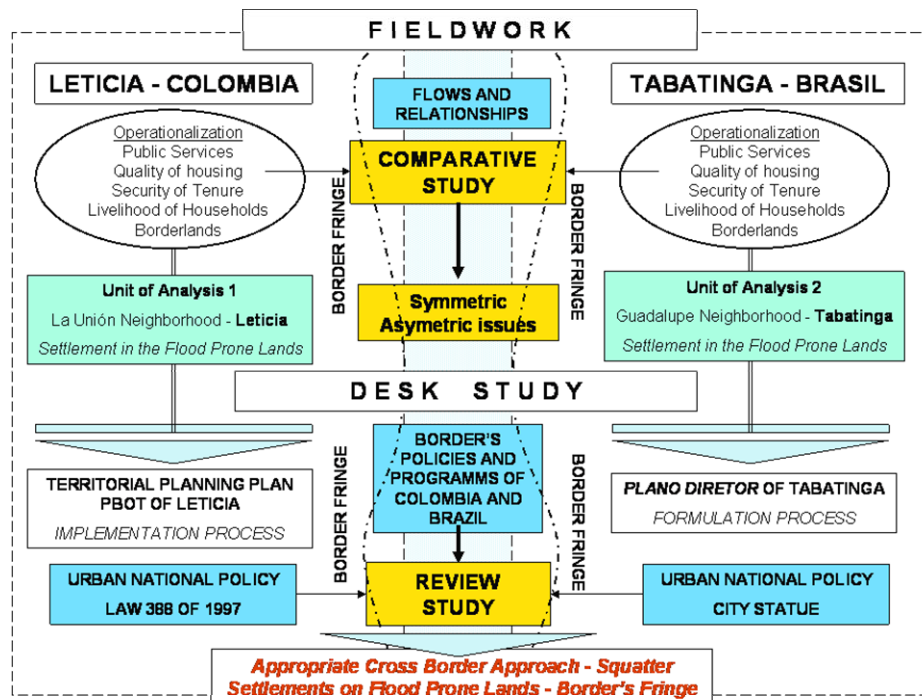 FIELDWORK
LETICIA - COLOMBIA
FLOWS AND
RELATIONSHIPS
TABATINGA - BRASIL
Operationalization
Public Services
Quality of housing
Security of Tenure
Livelihood of Households
Borderlands
COMPARATIVE
STUDY
Operationalization
Public Services
Quality of housing
Security of Tenure
Livelihood of Households
Borderlands
BORDER FRINGE
BORDER FRINGE
Unit of Analysis 1
La Unión Neighborhood - Leticia
Settlement in the Flood Prone Lands
Symmetric
Asymetric issues
Unit of Analysis 2
Guadalupe Neighborhood - Tabatinga
Settlement in the Flood Prone Lands
DESK STUDY
TERRITORIAL PLANNING PLAN
PBOT OF LETICIA
IMPLEMENTATION PROCESS
BORDER FRINGE
BORDER'S
POLICIES AND
PROGRAMMS OF
COLOMBIA AND
BRAZIL
BORDER FRINGE
PLANO DIRETOR OF TABATINGA
FORMULATION PROCESS
URBAN NATIONAL POLICY
LAW 388 OF 1997
REVIEW
STUDY
URBAN NATIONAL POLICY
CITY STATUE
Appropriate Cross Border Approach - Squatter
Settlements on Flood Prone Lands - Border's Fringe